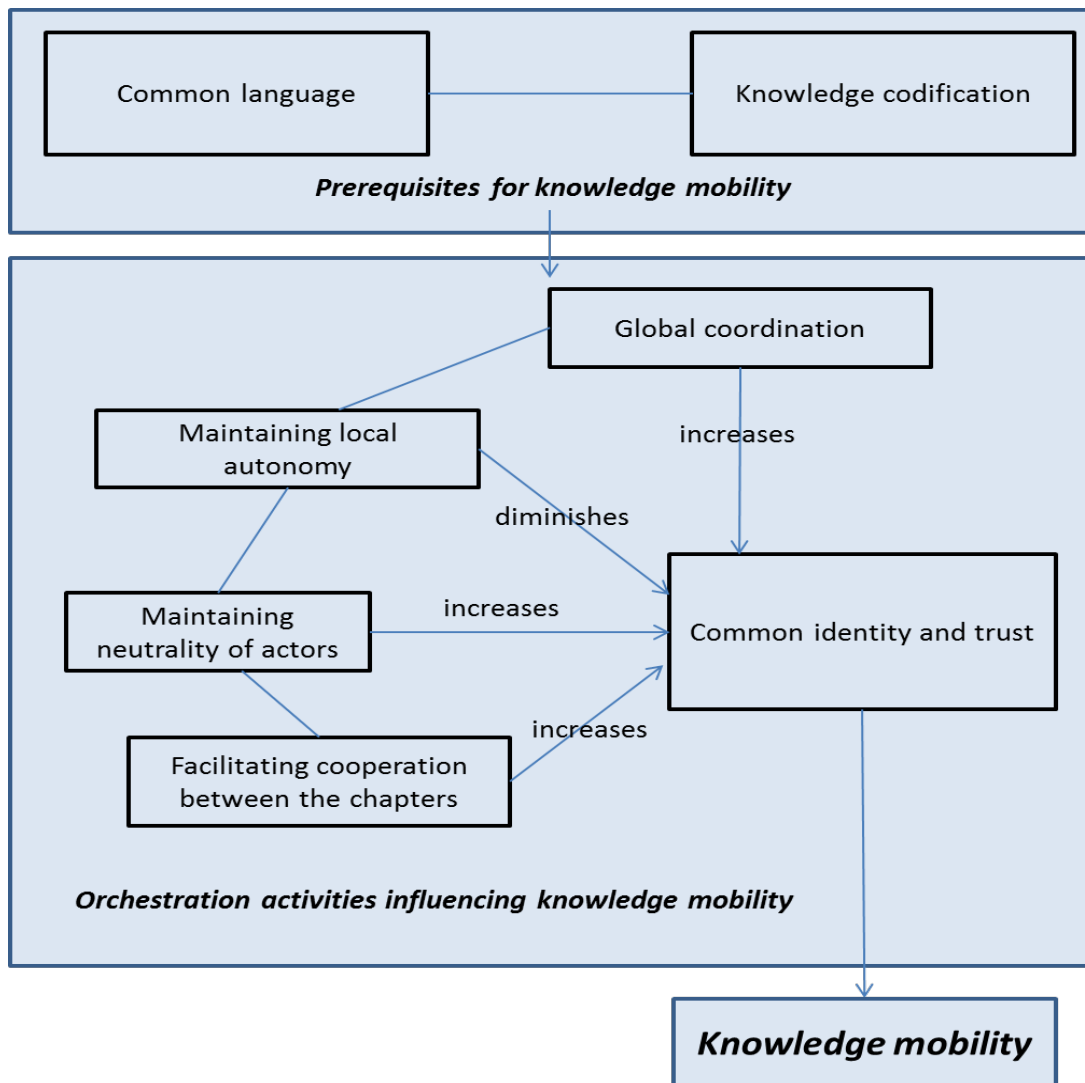 Common language
Knowledge codification
Prerequisites for knowledge mobility
Global coordination
increases
Maintaining local
autonomy
diminishes
Maintaining
neutrality of actors
increases
Common identity and trust
increases
Facilitating cooperation
between the chapters
Orchestration activities influencing knowledge mobility
Knowledge mobility